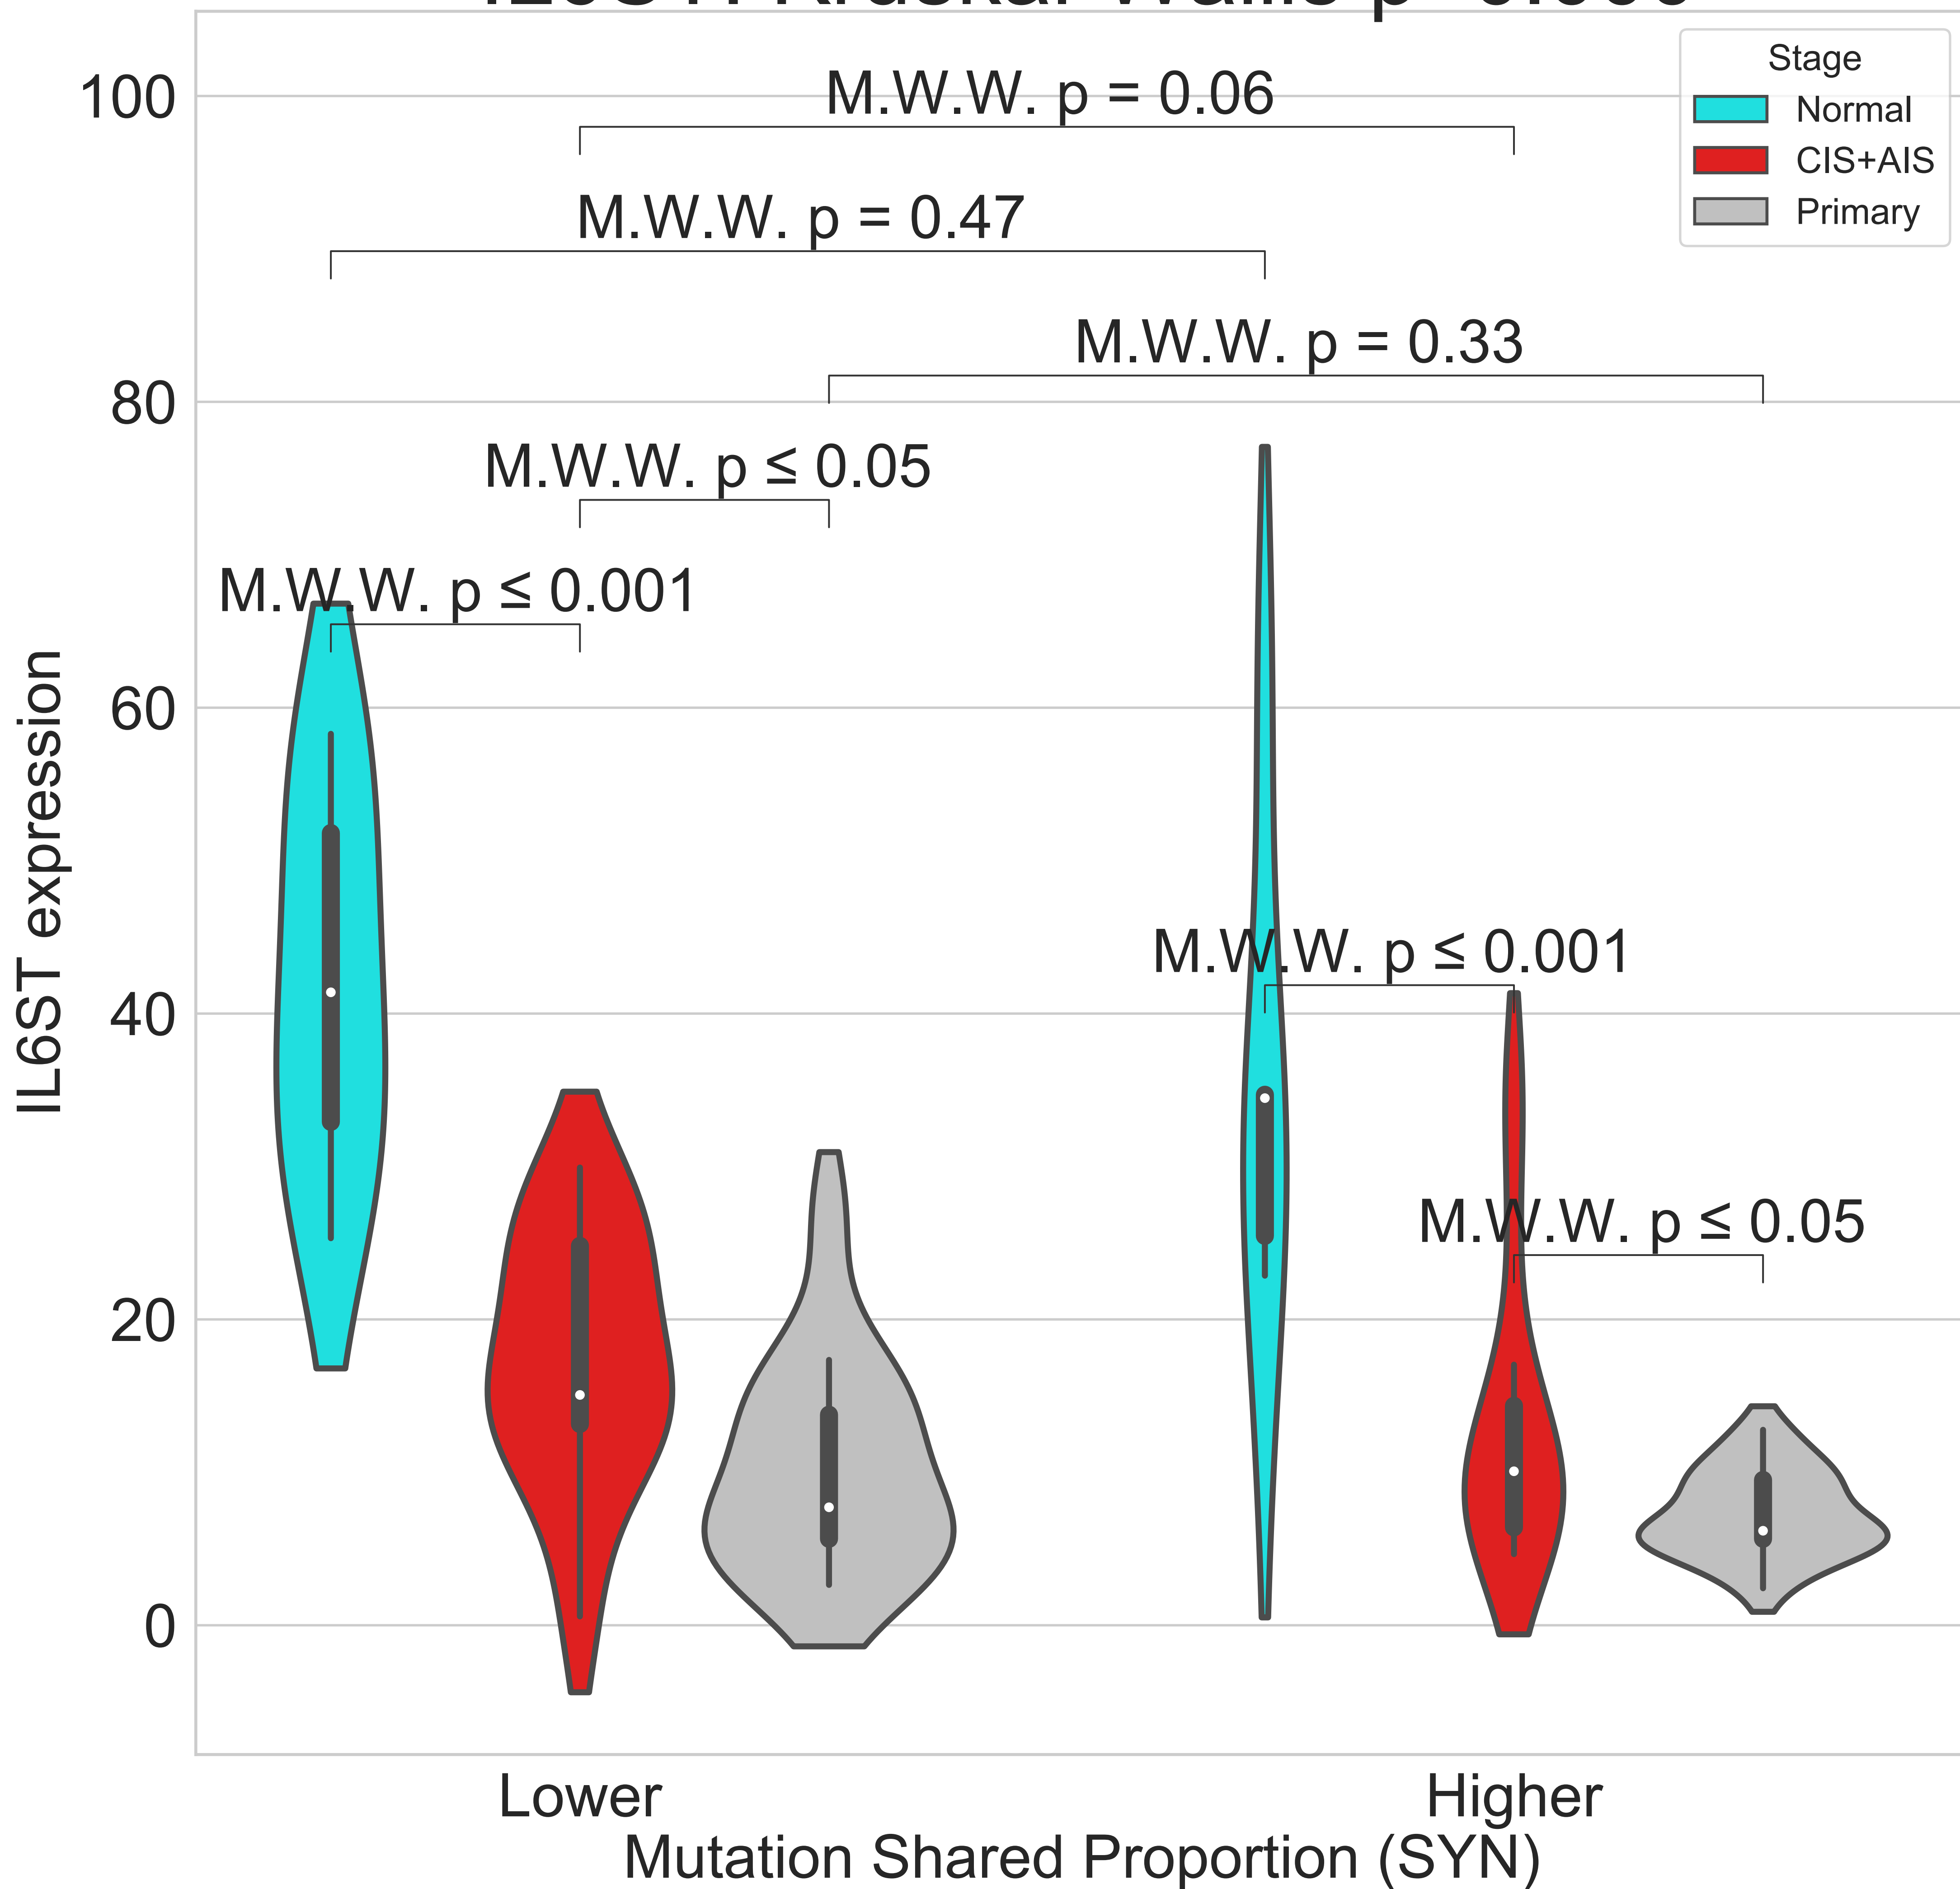 Stage
Normal
CIS+AIS
Primary
100
80
60
40
20
0
IL6ST expression
M.W.W. p = 0.06
M.W.W. p = 0.47
M.W.W. p = 0.33
M.W.W. p ≤ 0.05
M.W.W. p ≤ 0.001
M.W.W. p ≤ 0.001
M.W.W. p ≤ 0.05
Lower
Higher
Mutation Shared Proportion (SYN)